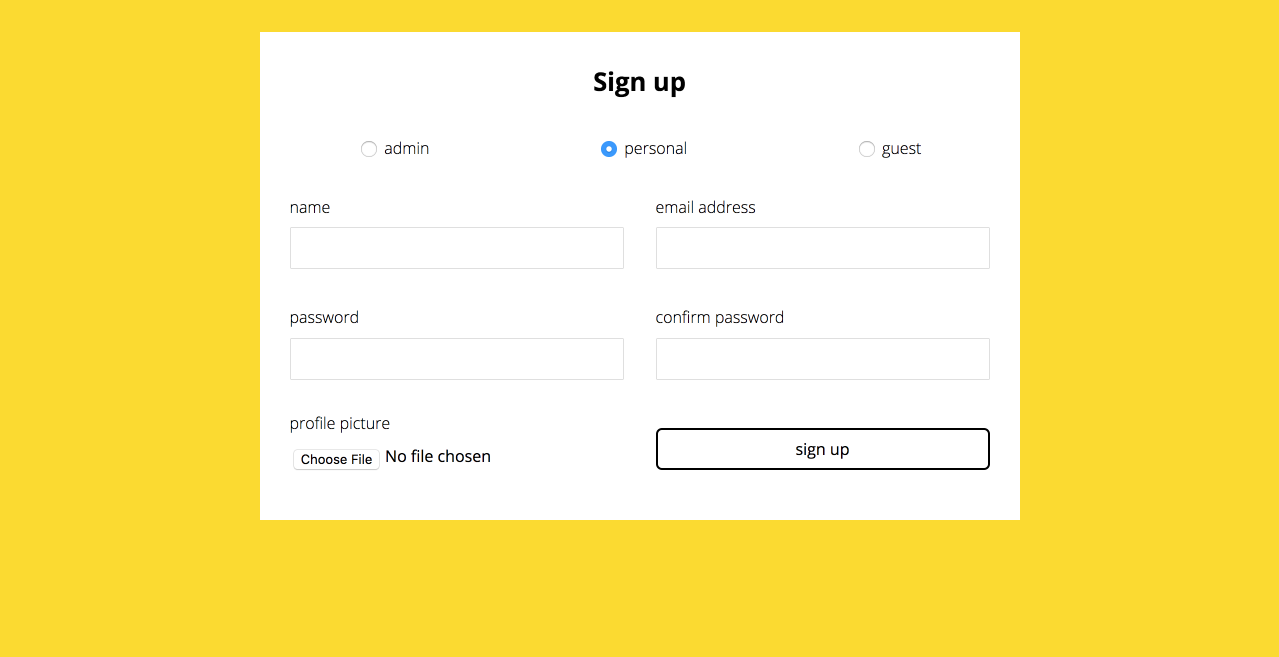 Sign up
admin personal guest
name email address
password confirm password
profile picture
Choose File No file chosen
sign up